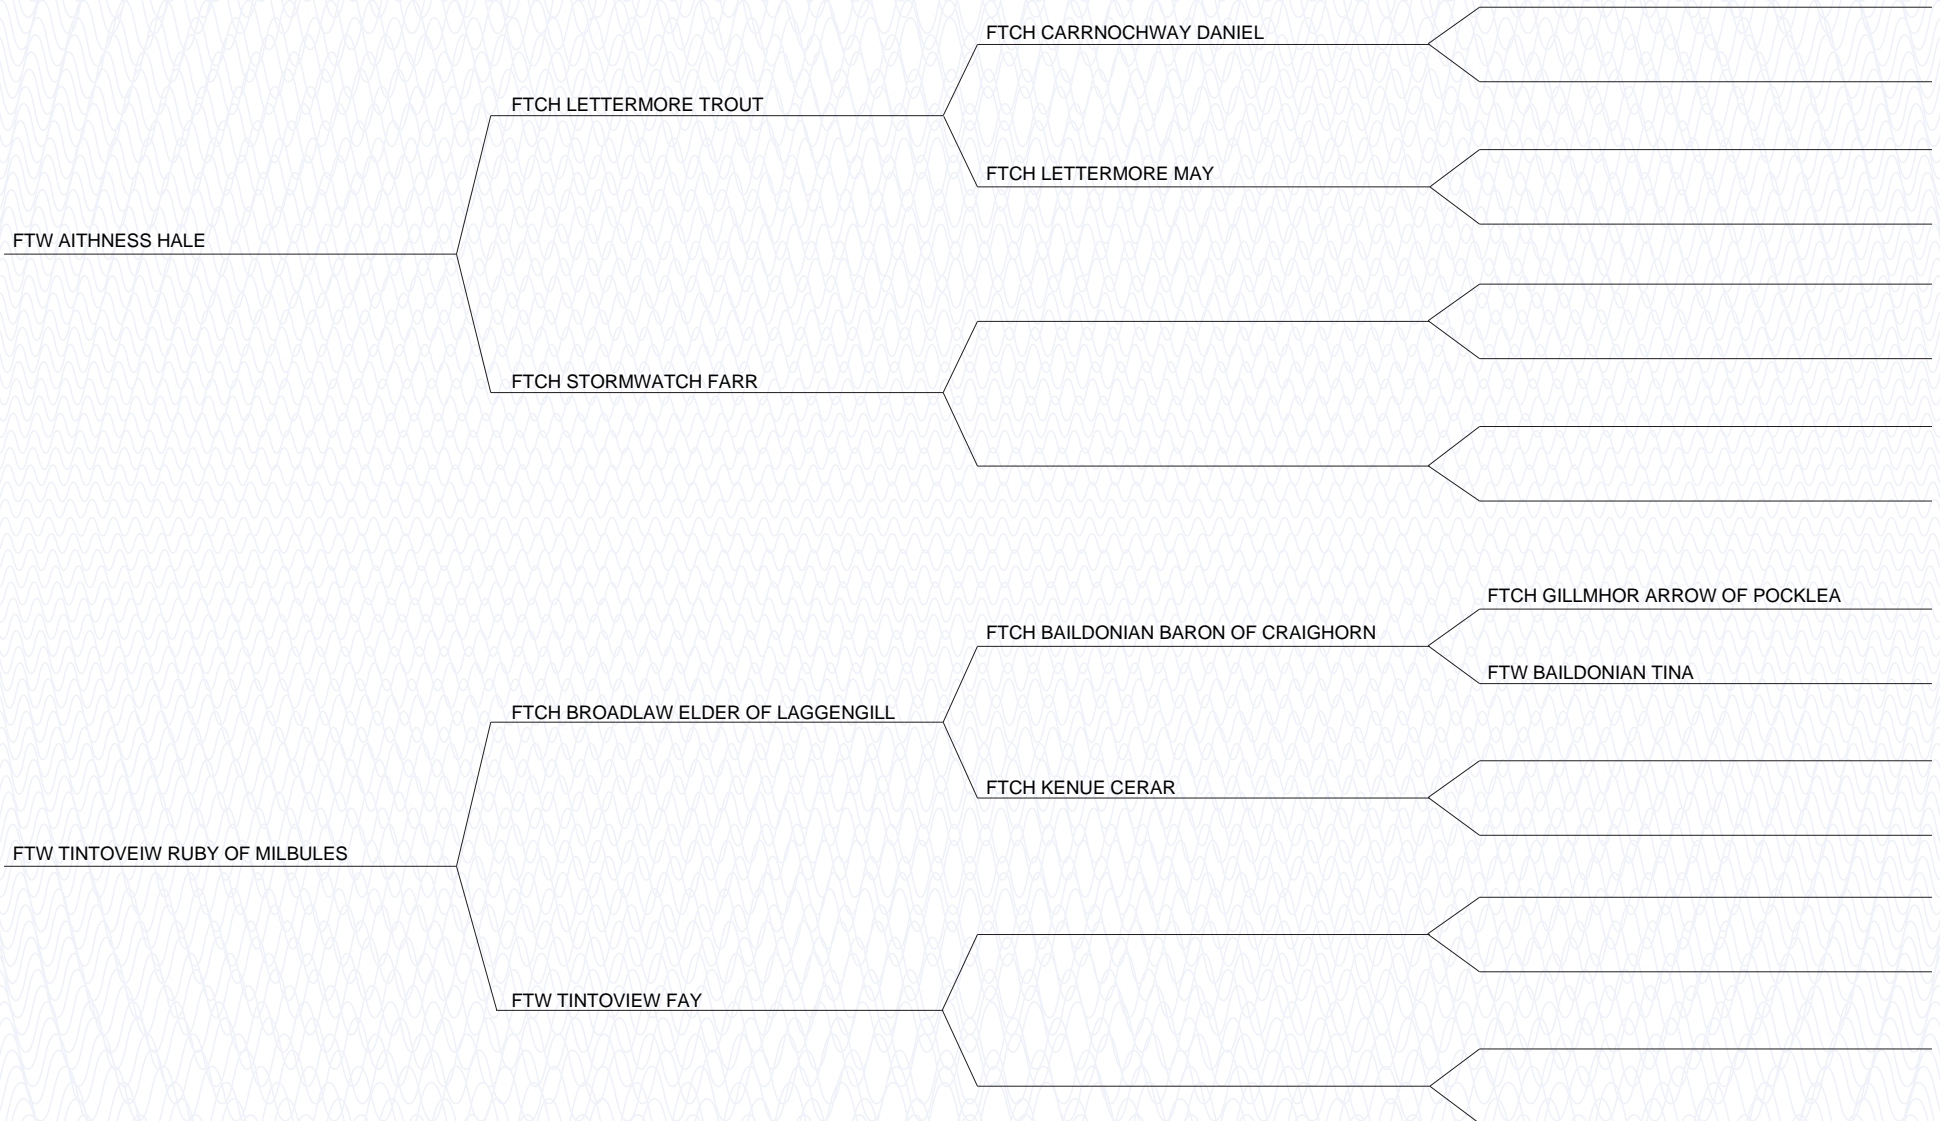 FTCH CARRNOCHWAY DANIEL
FTCH LETTERMORE TROUT
FTCH LETTERMORE MAY
FTW AITHNESS HALE
FTCH STORMWATCH FARR
FTCH GILLMHOR ARROW OF POCKLEA
FTCH BAILDONIAN BARON OF CRAIGHORN
FTW BAILDONIAN TINA
FTCH BROADLAW ELDER OF LAGGENGILL
FTCH KENUE CERAR
FTW TINTOVEIW RUBY OF MILBULES
FTW TINTOVIEW FAY